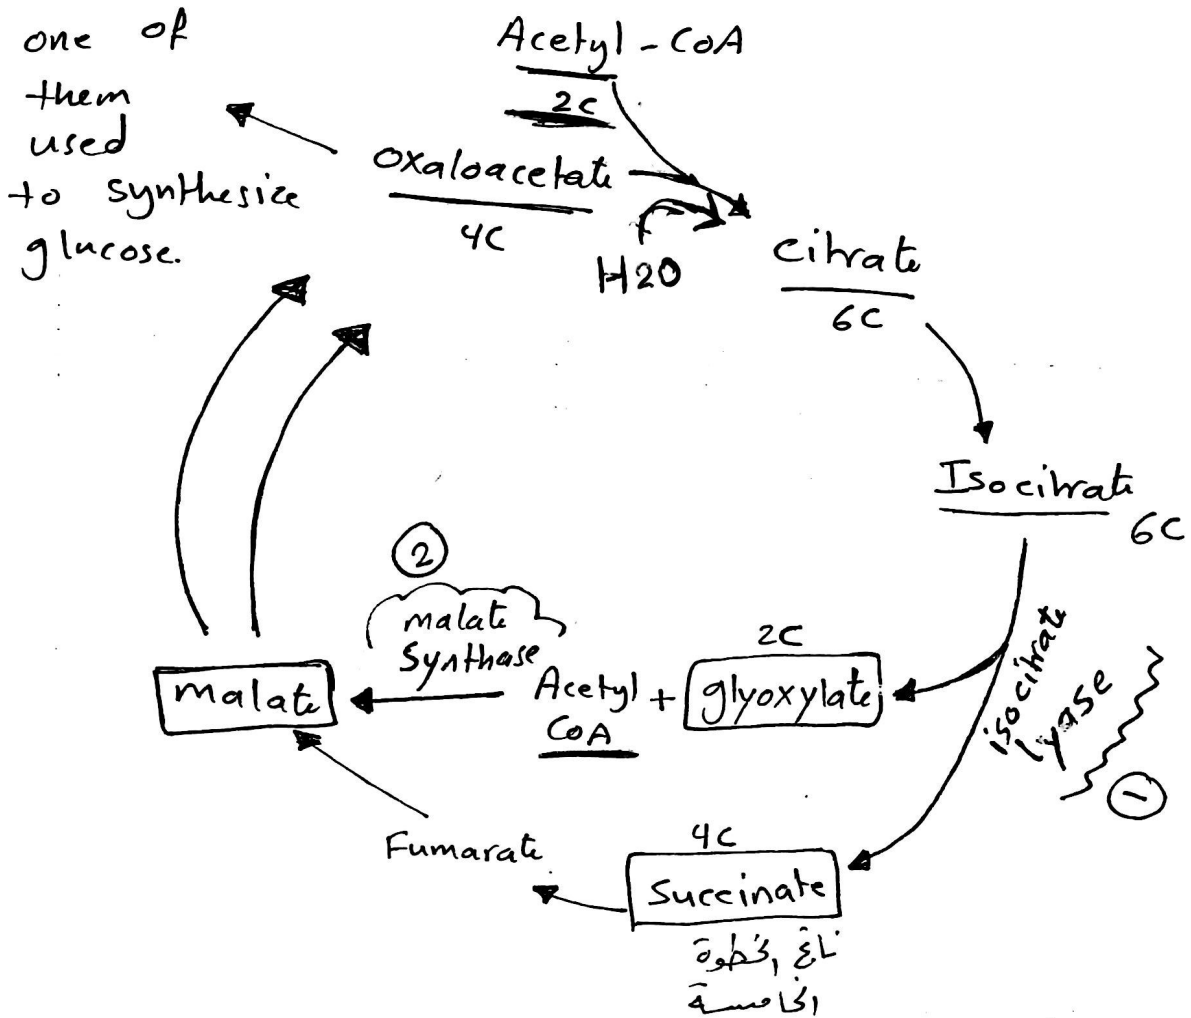 one of
them
used
to synthesize
glucose.
Acetyl-CoA
2C
oxaloacetate
4C
H2O
Citrate
6C
Isocitrate
6C
isocitrate
lyase
1
2C
glyoxylate
+
Acetyl
CoA
2
malate
Synthase
malate
4C
Succinate
الخطوة
الخامسة
Fumarate